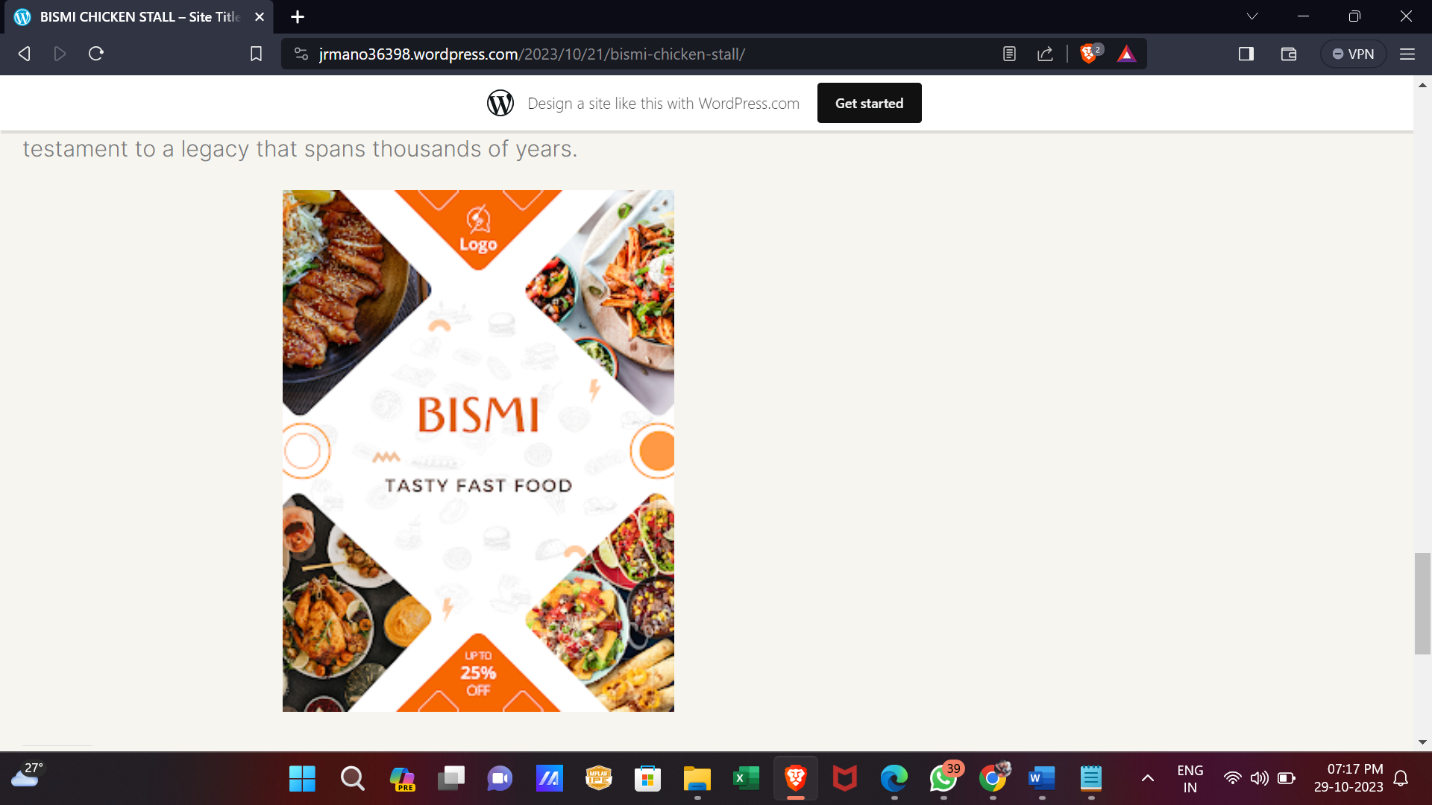 BISMI CHICKEN STALL – Site Title
jrmano36398.wordpress.com/2023/10/21/bismi-chicken-stall/
2
VPN
Design a site like this with WordPress.com
Get started
testament to a legacy that spans thousands of years.
Logo
BISMI
TASTY FAST FOOD
UP TO
25%
OFF
27°
PRE
39
ENG
IN
07:17 PM
29-10-2023